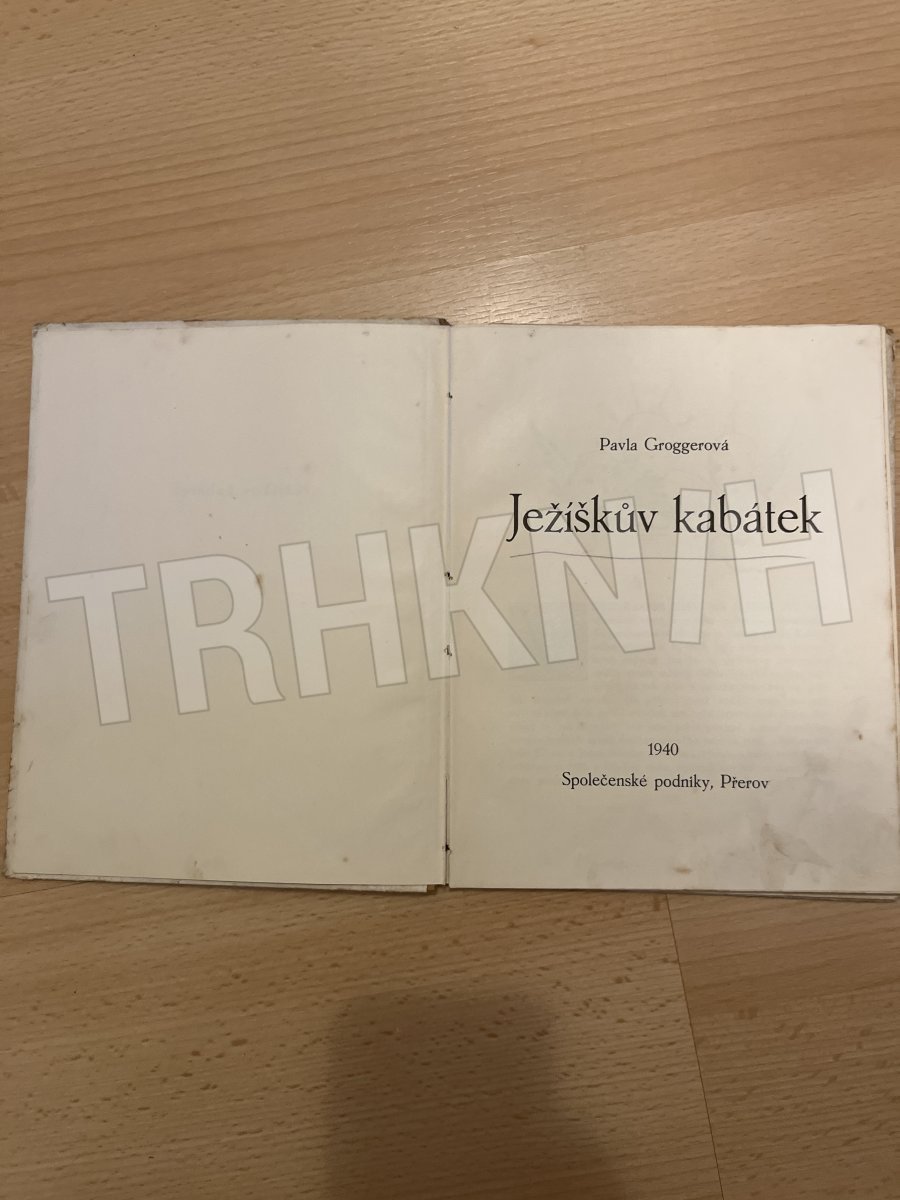 Pavla Groggerová
Ježíškův kabátek
TRHKNIH
1940
Společenské podniky, Přerov